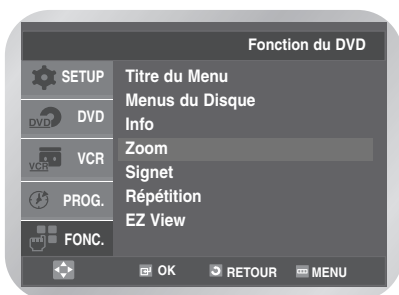 Fonction du DVD
SETUP
DVD DVD
VCR VCR
PROG.
FONC.
Titre du Menu
Menus du Disque
Info
Zoom
Signet
Répétition
EZ View
OK RETOUR MENU